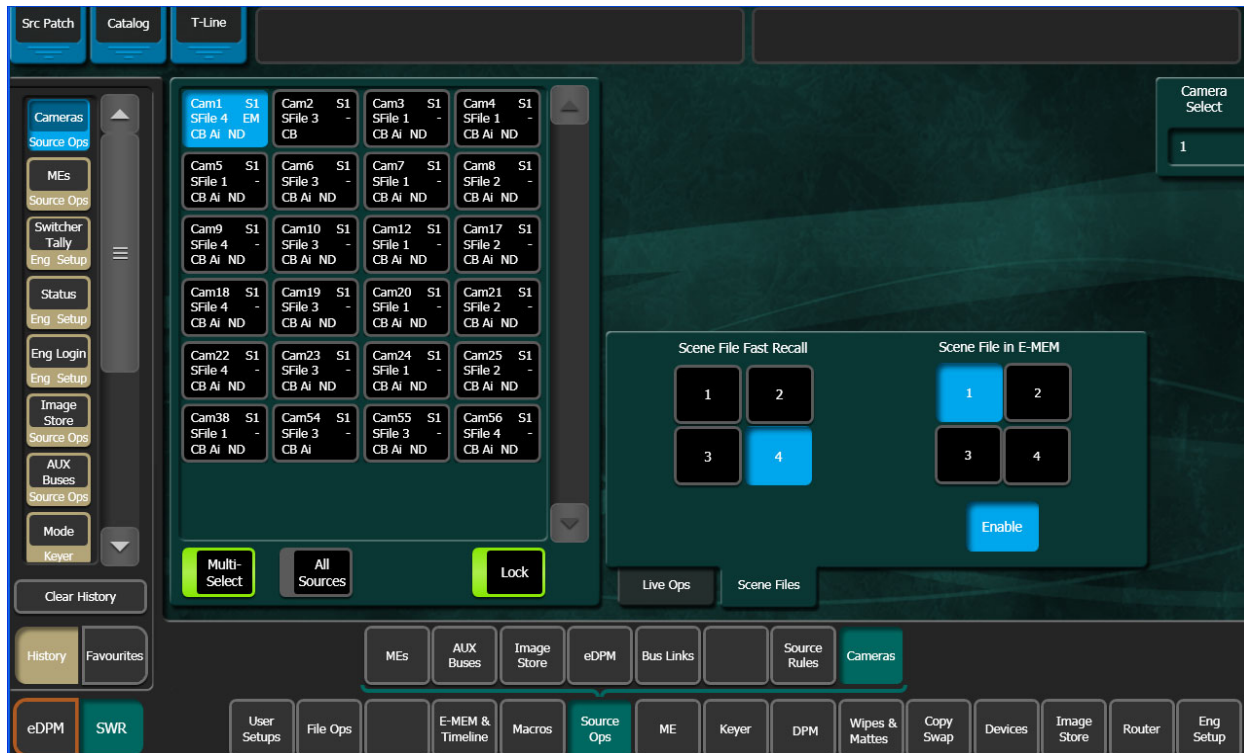 Src Patch
Catalog
T-Line
Camera
Select
1
Cameras
Source Ops
MEs
Source Ops
Switcher
Tally
Eng Setup
Status
Eng Setup
Eng Login
Eng Setup
Image
Store
Source Ops
AUX
Buses
Source Ops
Mode
Keyer
Clear History
History
Favourites
Cam1 S1
SFile 4 EM
CB Ai ND
Cam2 S1
SFile 3 -
CB
Cam3 S1
SFile 1 -
CB Ai ND
Cam4 S1
SFile 1 -
CB Ai ND
Cam5 S1
SFile 1 -
CB Ai ND
Cam6 S1
SFile 3 -
CB Ai ND
Cam7 S1
SFile 1 -
CB Ai ND
Cam8 S1
SFile 2 -
CB Ai ND
Cam9 S1
SFile 4 -
CB Ai ND
Cam10 S1
SFile 3 -
CB Ai ND
Cam12 S1
SFile 1 -
CB Ai ND
Cam17 S1
SFile 2 -
CB Ai ND
Cam18 S1
SFile 4 -
CB Ai ND
Cam19 S1
SFile 3 -
CB Ai ND
Cam20 S1
SFile 1 -
CB Ai ND
Cam21 S1
SFile 2 -
CB Ai ND
Cam22 S1
SFile 4 -
CB Ai ND
Cam23 S1
SFile 3 -
CB Ai ND
Cam24 S1
SFile 1 -
CB Ai ND
Cam25 S1
SFile 2 -
CB Ai ND
Cam38 S1
SFile 1 -
CB Ai ND
Cam54 S1
SFile 3 -
CB Ai
Cam55 S1
SFile 3 -
CB Ai ND
Cam56 S1
SFile 4 -
CB Ai ND
Multi-
Select
All
Sources
Lock
Scene File Fast Recall
1
2
3
4
Scene File in E-MEM
1
2
3
4
Enable
Live Ops
Scene Files
MEs
AUX
Buses
Image
Store
eDPM
Bus Links
Source
Rules
Cameras
eDPM
SWR
User
Setups
File Ops
E-MEM &
Timeline
Macros
Source
Ops
ME
Keyer
DPM
Wipes &
Mattes
Copy
Swap
Devices
Image
Store
Router
Eng
Setup